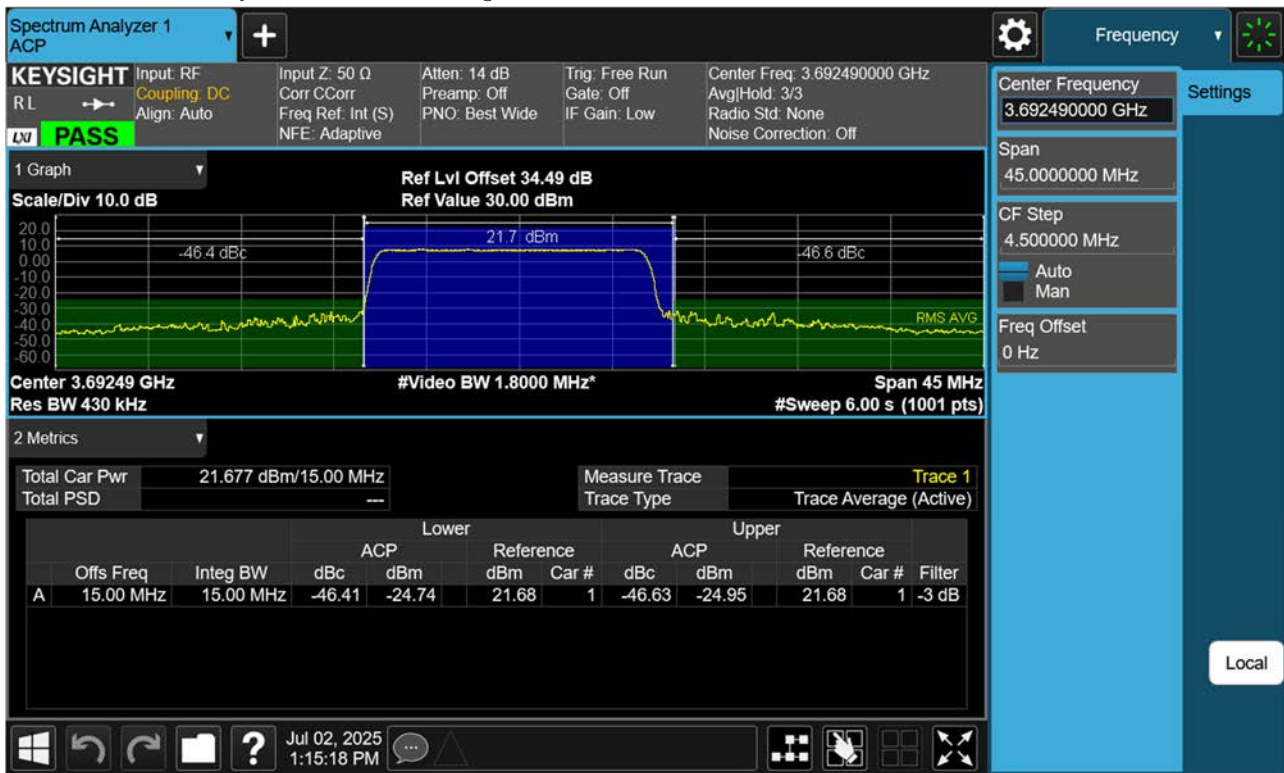 Spectrum Analyzer 1
ACP
Frequency
KEYSIGHT
R L
LXI
PASS
Input: RF
Coupling: DC
Align: Auto
Input Z: 50 Ω
Corr CCorr
Freq Ref: Int (S)
NFE: Adaptive
Atten: 14 dB
Preamp: Off
PNO: Best Wide
Trig: Free Run
Gate: Off
IF Gain: Low
Center Freq: 3.692490000 GHz
Avg|Hold: 3/3
Radio Std: None
Noise Correction: Off
1 Graph
Scale/Div 10.0 dB
Ref Lvl Offset 34.49 dB
Ref Value 30.00 dBm
20.0
10.0
0.00
-10.0
-20.0
-30.0
-40.0
-50.0
-60.0
-46.4 dBc
21.7 dBm
-46.6 dBc
RMS AVG
Center 3.69249 GHz
#Video BW 1.8000 MHz*
Span 45 MHz
Res BW 430 kHz
#Sweep 6.00 s (1001 pts)
2 Metrics
Total Car Pwr 21.677 dBm/15.00 MHz
Total PSD ---
Measure Trace Trace 1
Trace Type Trace Average (Active)
Lower Upper
ACP Reference ACP Reference
Offs Freq Integ BW dBc dBm dBm Car # dBc dBm dBm Car # Filter
A 15.00 MHz 15.00 MHz -46.41 -24.74 21.68 1 -46.63 -24.95 21.68 1 -3 dB
Center Frequency
3.692490000 GHz
Span
45.0000000 MHz
CF Step
4.500000 MHz
Auto
Man
Freq Offset
0 Hz
Settings
Local
Jul 02, 2025
1:15:18 PM